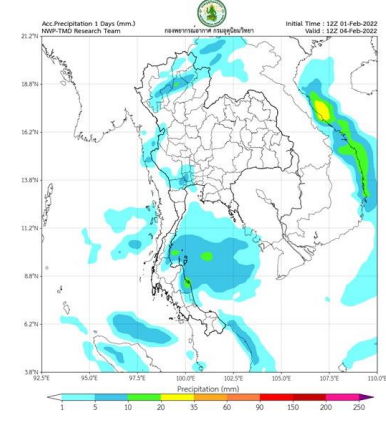 Acc.Precipitation 1 Days (mm.)
NWP-TMD Research Team
กองพยากรณ์อากาศ กรมอุตุนิยมวิทยา
Initial Time : 12Z 01-Feb-2022
Valid : 12Z 04-Feb-2022
21.2°N
18.8°N
16.2°N
13.8°N
11.2°N
8.8°N
6.2°N
3.8°N
92.5°E 95.0°E 97.5°E 100.0°E 102.5°E 105.0°E 107.5°E 110.0°E
Precipitation (mm)
1 5 10 20 35 60 90 150 200 250